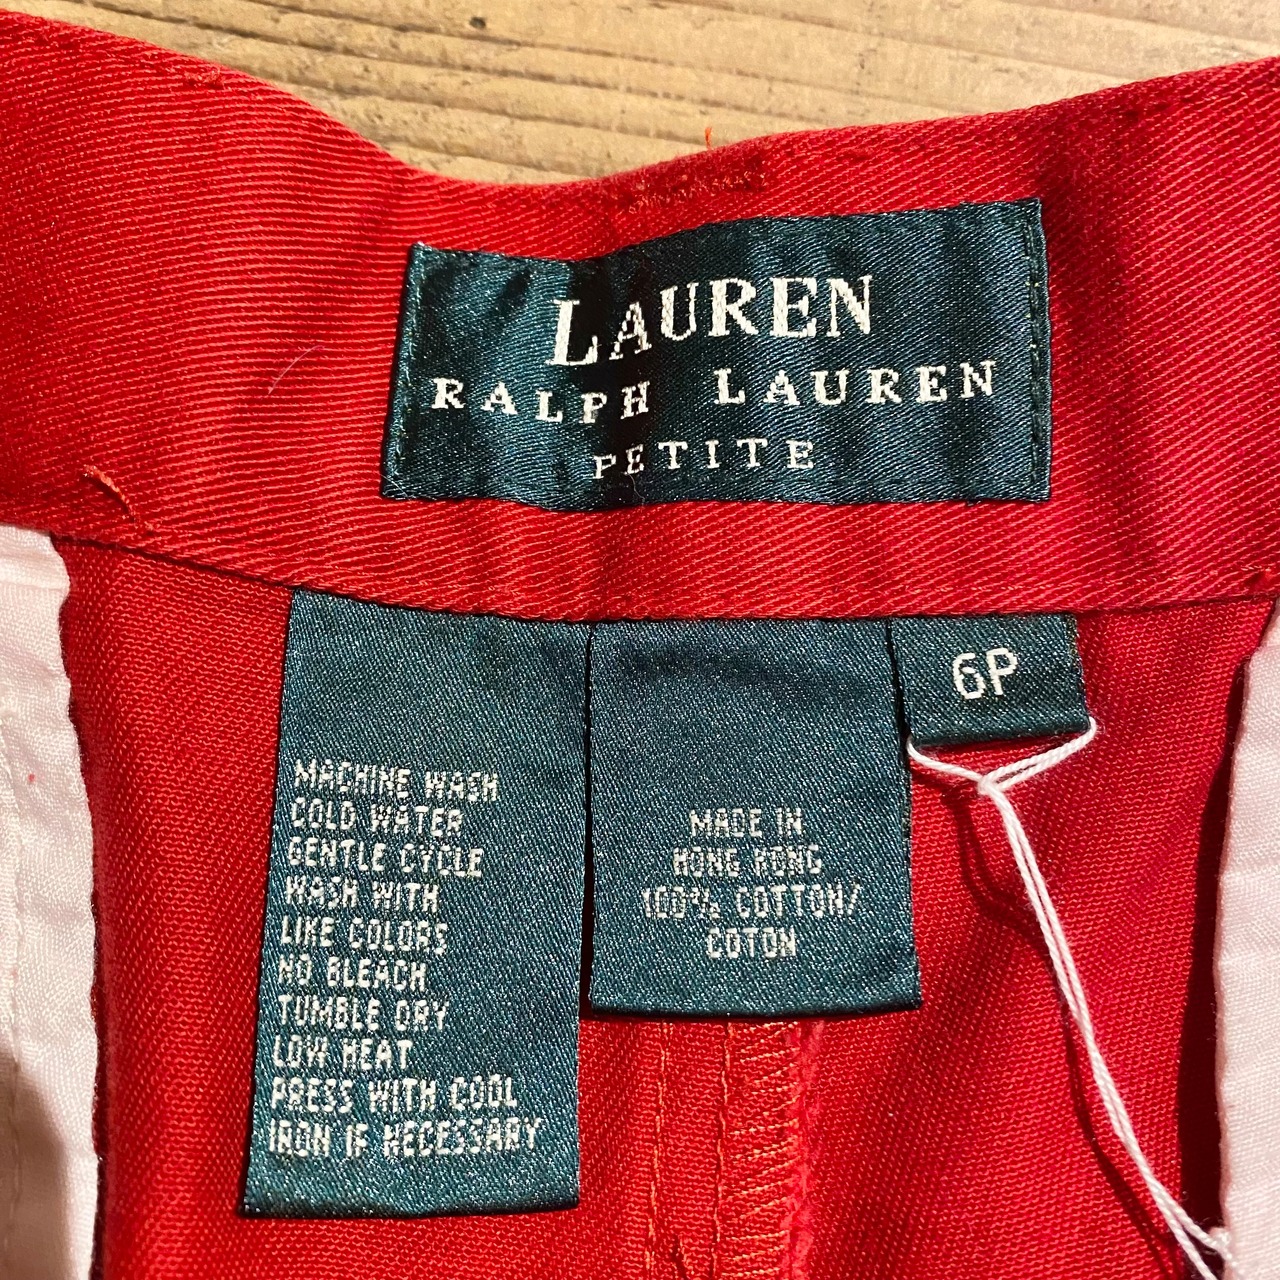 LAUREN
RALPH LAUREN
PETITE
6P
MACHINE WASH
COLD WATER
GENTLE CYCLE
WASH WITH
LIKE COLORS
NO BLEACH
TUMBLE DRY
LOW HEAT
PRESS WITH COOL
IRON IF NECESSARY
MADE IN
HONG KONG
100% COTTON/
COTON